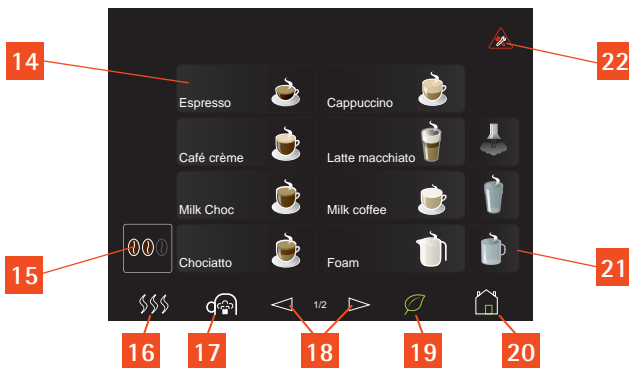 14
22
Espresso
Cappuccino
Café crème
Latte macchiato
Milk Choc
Milk coffee
15
Chociatto
Foam
21
1/2
16
17
18
19
20